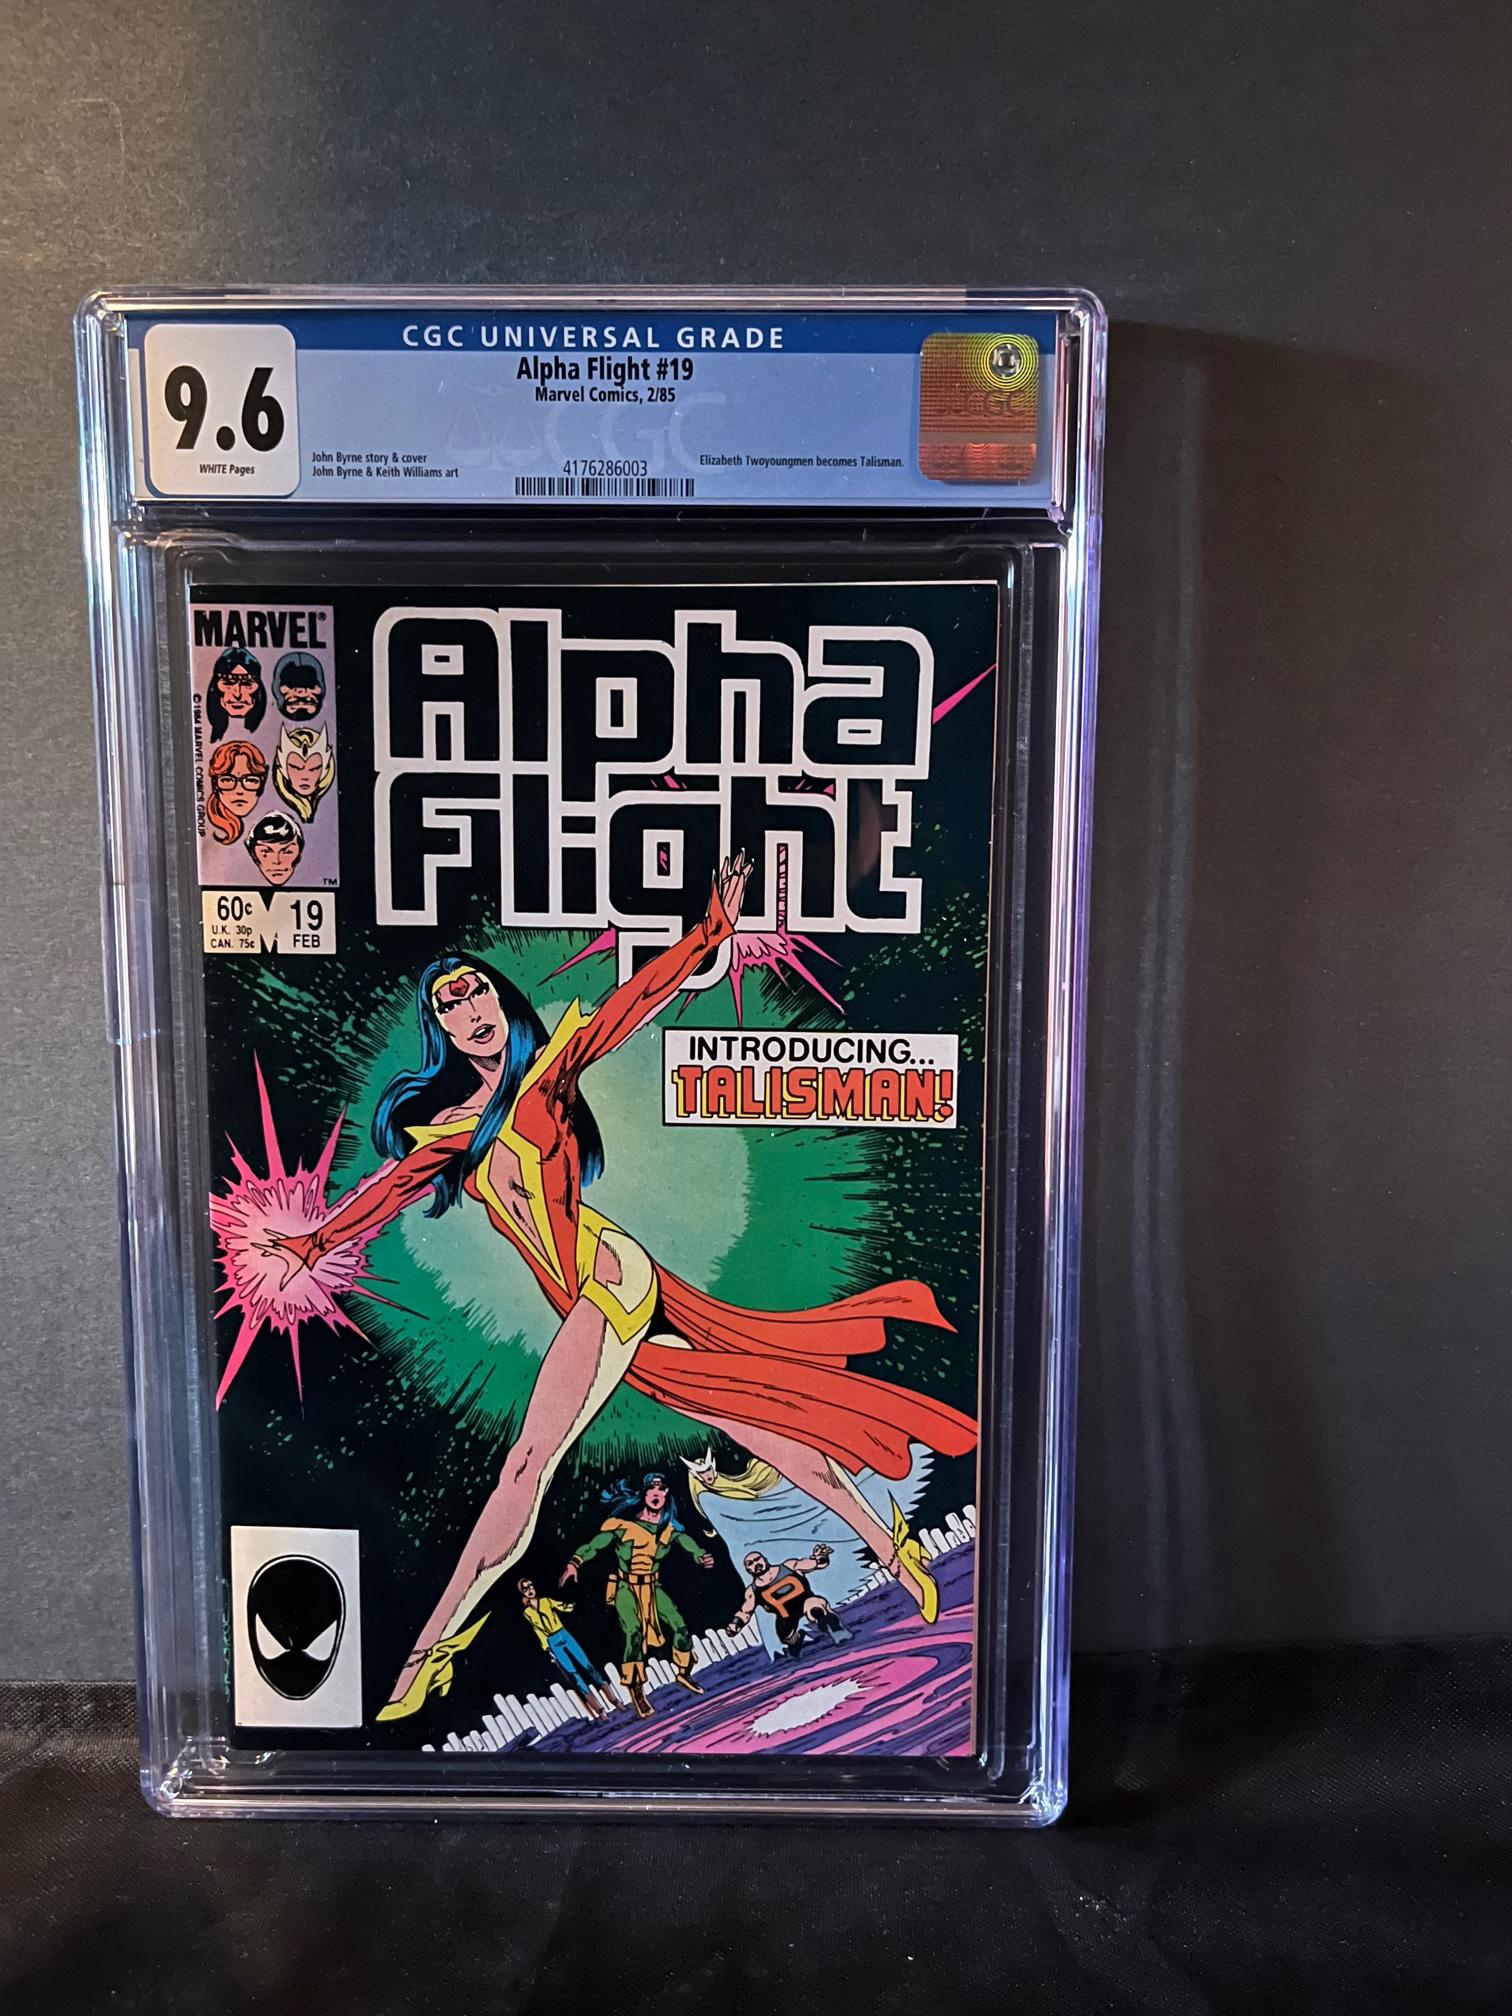 CGC UNIVERSAL GRADE
9.6
WHITE Pages
Alpha Flight #19
Marvel Comics, 2/85
John Byrne story & cover
John Byrne & Keith Williams art
4176286003
Elizabeth Twoyoungmen becomes Talisman.
CGC
MARVEL®
© 1984 MARVEL COMICS GROUP
TM
60¢
U.K. 30p
CAN. 75¢
M
19
FEB
Alpha
Flight
INTRODUCING...
TALISMAN!
P